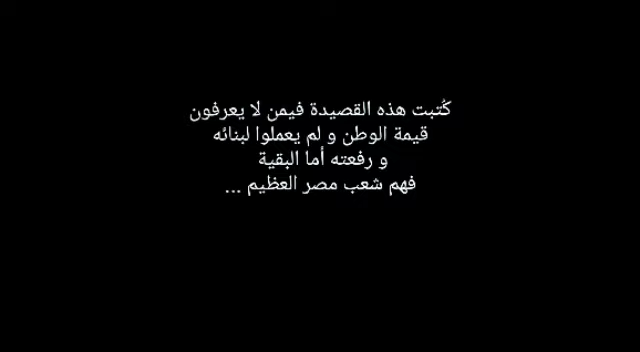 كُتبت هذه القصيدة فيمن لا يعرفون
قيمة الوطن و لم يعملوا لبنائه
و رفعته أما البقية
فهم شعب مصر العظيم ...